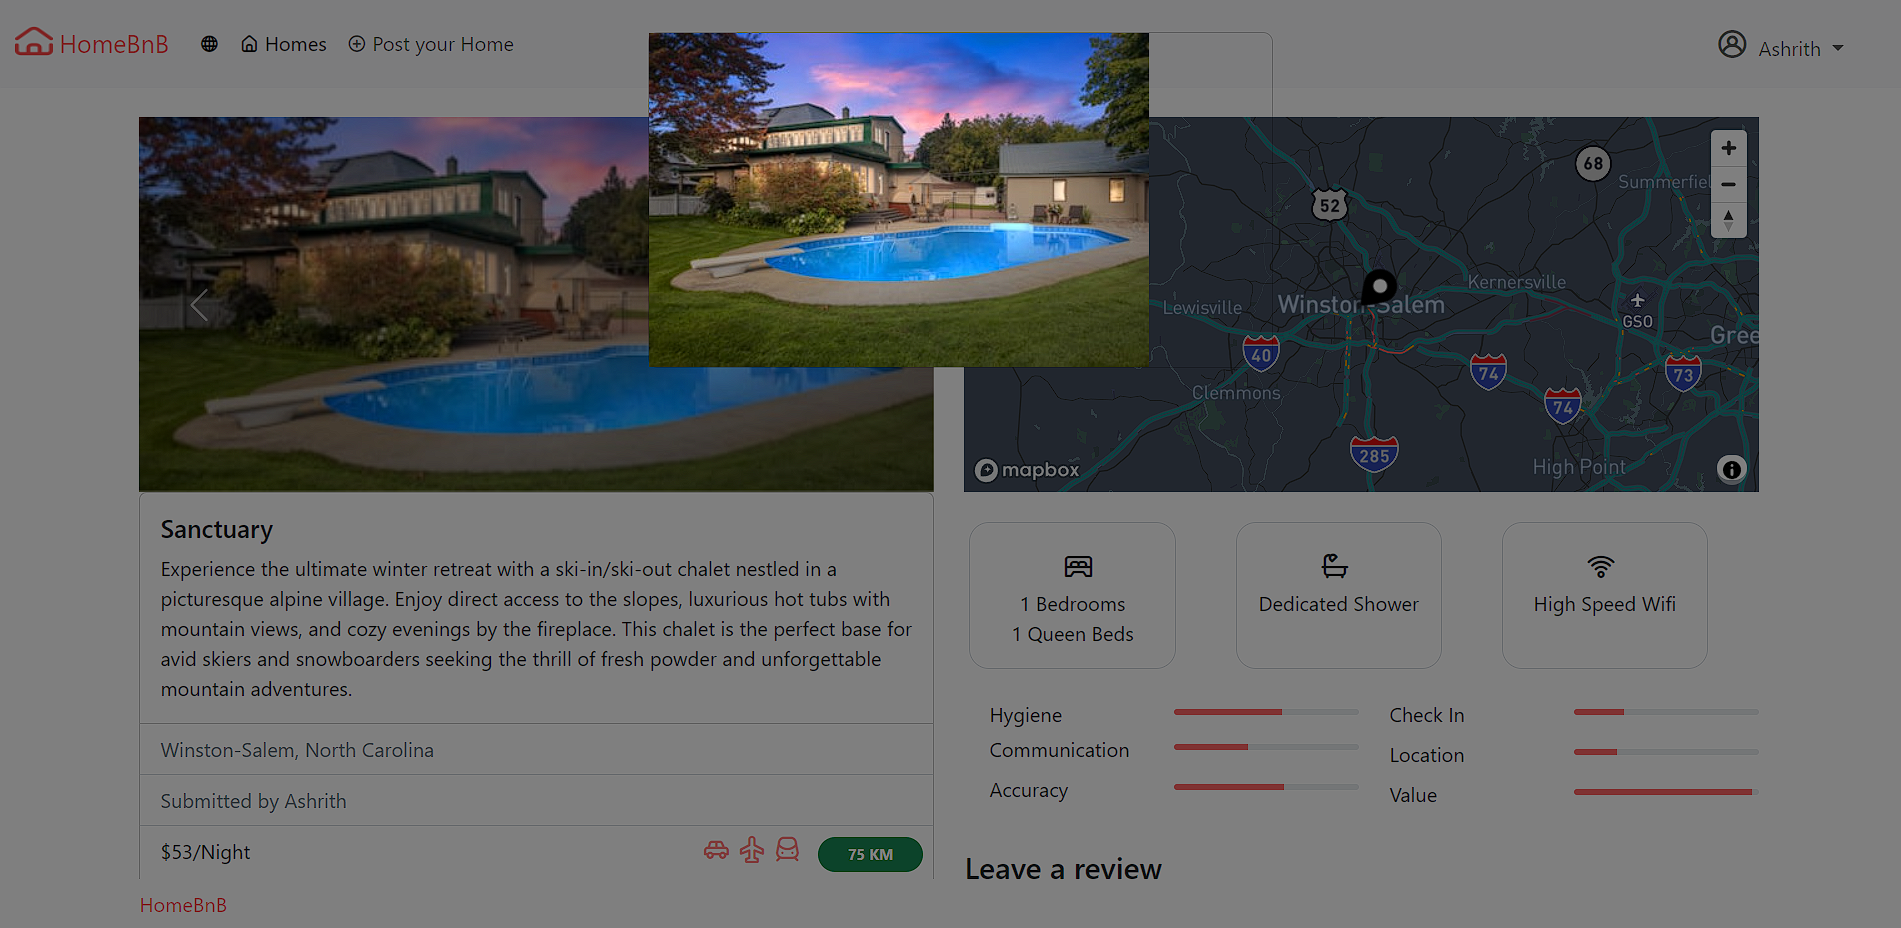 HomeBnB
Homes
Post your Home
Ashrith
68
Summerfiel
52
Kernersville
Lewisville
Winston-Salem
GSO
Gree
40
74
73
Clemmons
74
285
High Point
mapbox
Sanctuary
Experience the ultimate winter retreat with a ski-in/ski-out chalet nestled in a
picturesque alpine village. Enjoy direct access to the slopes, luxurious hot tubs with
mountain views, and cozy evenings by the fireplace. This chalet is the perfect base for
avid skiers and snowboarders seeking the thrill of fresh powder and unforgettable
mountain adventures.
Winston-Salem, North Carolina
Submitted by Ashrith
$53/Night
75 KM
1 Bedrooms
1 Queen Beds
Dedicated Shower
High Speed Wifi
Hygiene
Check In
Communication
Location
Accuracy
Value
Leave a review
HomeBnB